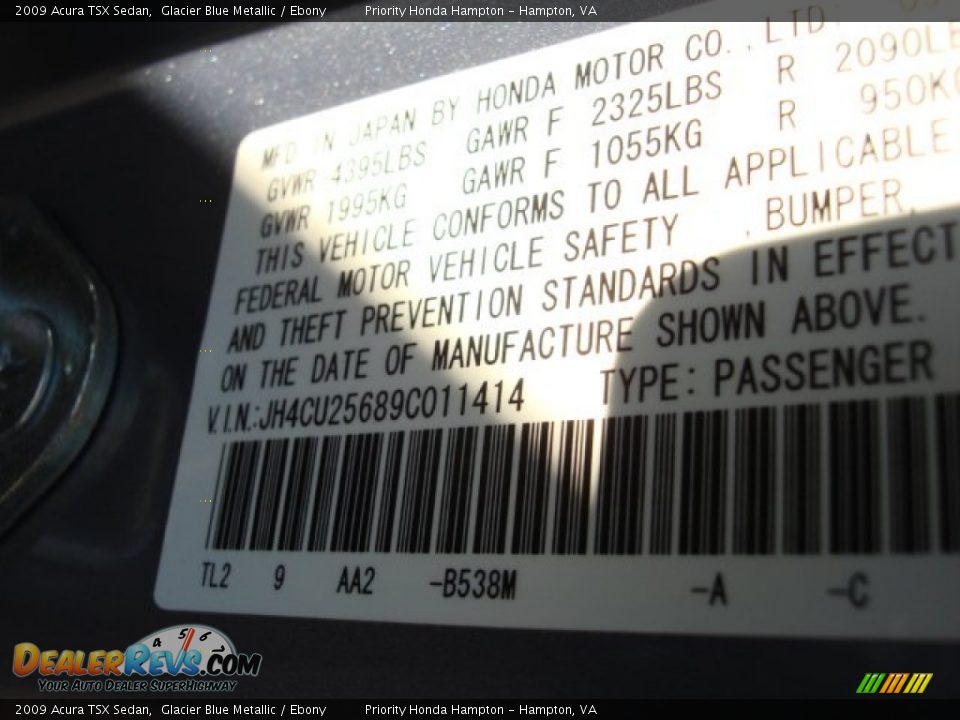 2009 Acura TSX Sedan, Glacier Blue Metallic / Ebony Priority Honda Hampton - Hampton, VA
MFD IN JAPAN BY HONDA MOTOR CO., LTD.
GVWR 4395LBS GAWR F 2325LBS R 2090LB
GVWR 1995KG GAWR F 1055KG R 950KG
THIS VEHICLE CONFORMS TO ALL APPLICABLE
FEDERAL MOTOR VEHICLE SAFETY , BUMPER,
AND THEFT PREVENTION STANDARDS IN EFFECT
ON THE DATE OF MANUFACTURE SHOWN ABOVE.
V.I.N.:JH4CU25689C011414 TYPE: PASSENGER
TL2 9 AA2 -B538M -A -C
4 5 6
DEALERREVS.COM
YOUR AUTO DEALER SUPERHIGHWAY
2009 Acura TSX Sedan, Glacier Blue Metallic / Ebony Priority Honda Hampton - Hampton, VA